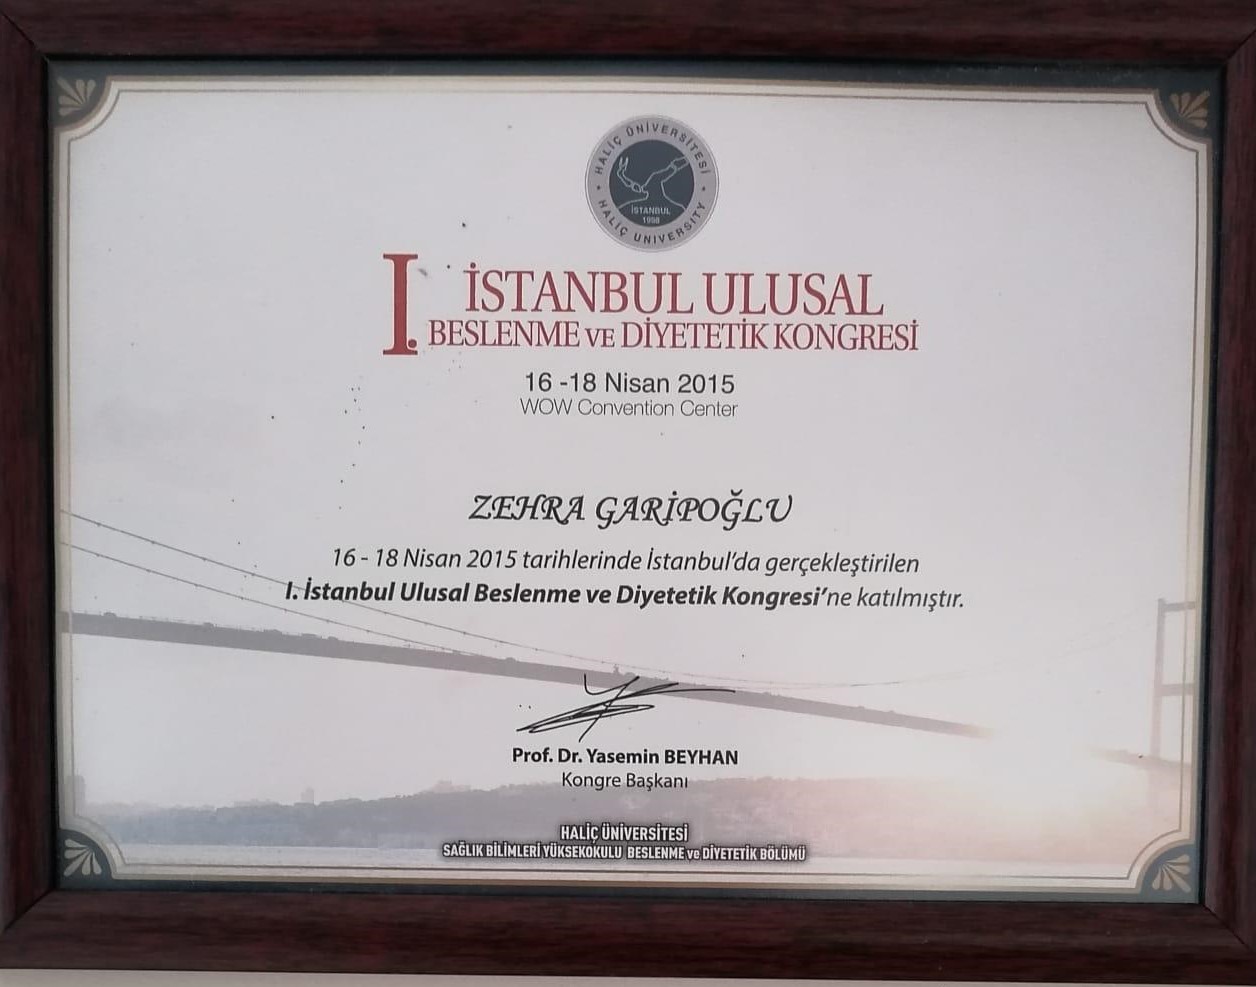 HALİÇ ÜNİVERSİTESİ
İSTANBUL
1998
HALIÇ UNIVERSITY
I. İSTANBUL ULUSAL
BESLENME VE DİYETETİK KONGRESİ
16 -18 Nisan 2015
WOW Convention Center
ZEHRA GARİPOĞLU
16 - 18 Nisan 2015 tarihlerinde İstanbul’da gerçekleştirilen
I. İstanbul Ulusal Beslenme ve Diyetetik Kongresi’ne katılmıştır.
Prof. Dr. Yasemin BEYHAN
Kongre Başkanı
HALİÇ ÜNİVERSİTESİ
SAĞLIK BİLİMLERİ YÜKSEKOKULU BESLENME ve DİYETETİK BÖLÜMÜ